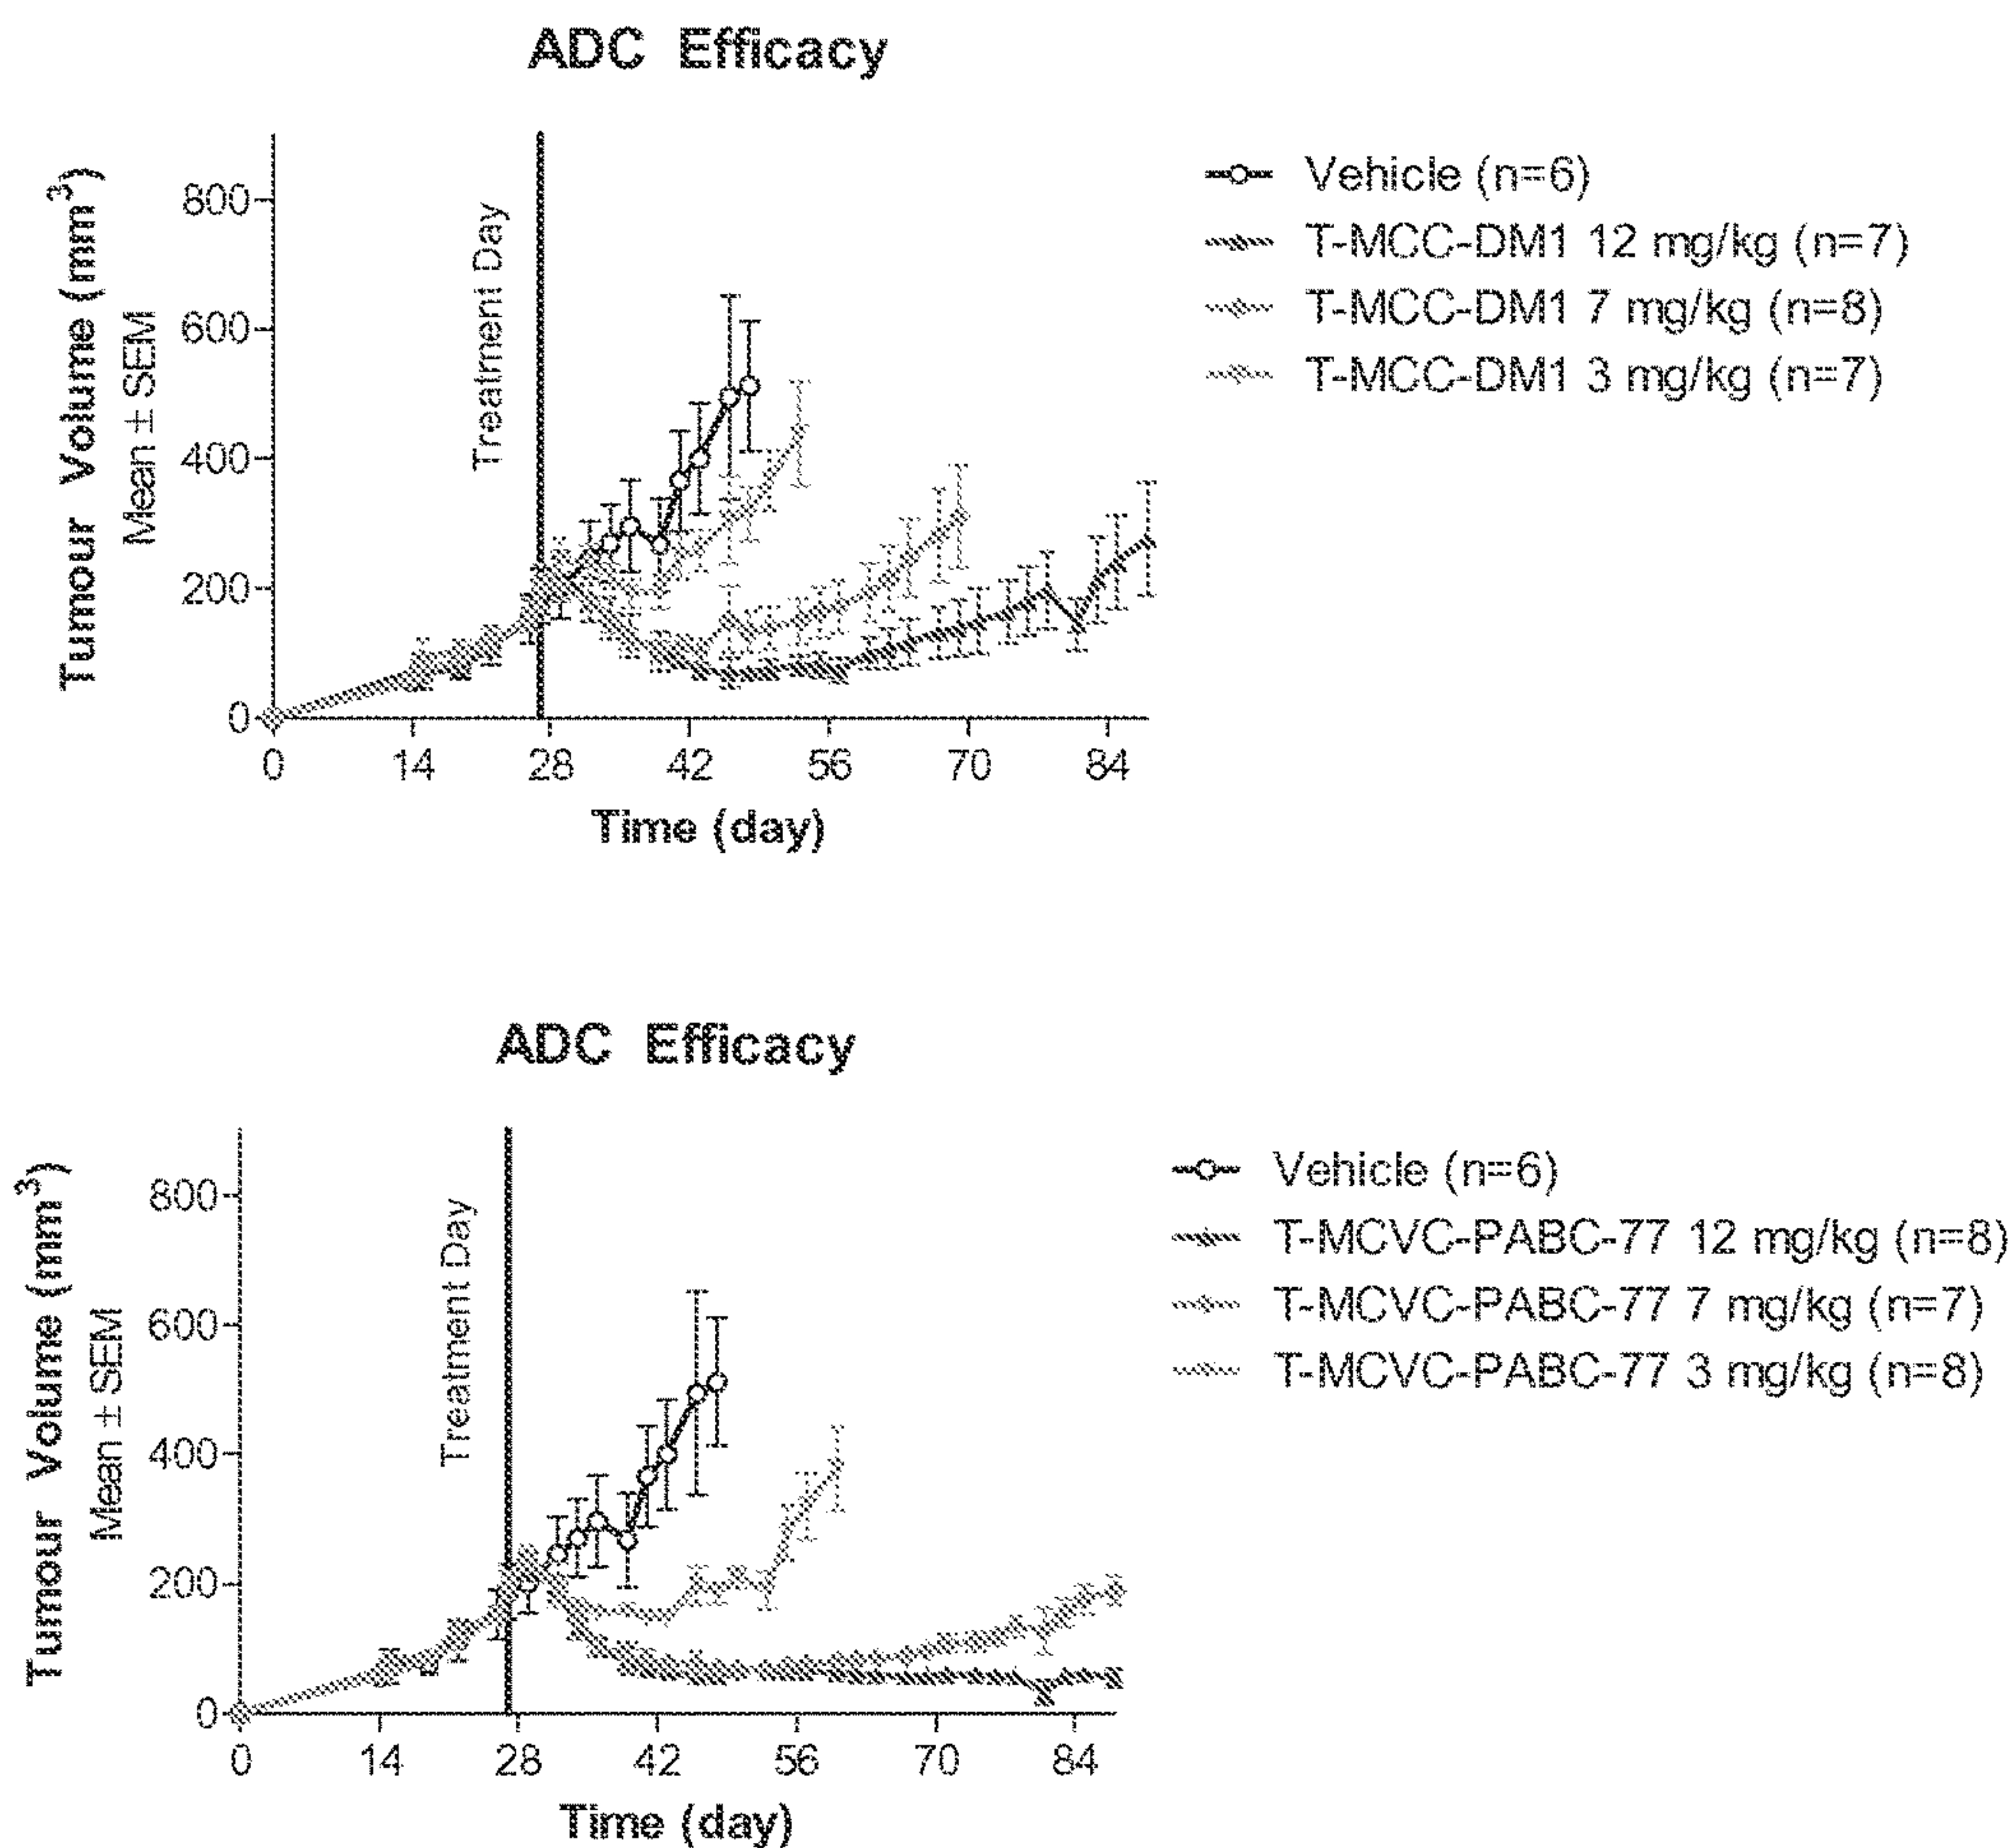 ADC Efficacy
Tumour Volume (mm³)
Mean ± SEM
800
600
400
200
0
Treatment Day
0 14 28 42 56 70 84
Time (day)
Vehicle (n=6)
T-MCC-DM1 12 mg/kg (n=7)
T-MCC-DM1 7 mg/kg (n=8)
T-MCC-DM1 3 mg/kg (n=7)
ADC Efficacy
Tumour Volume (mm³)
Mean ± SEM
800
600
400
200
0
Treatment Day
0 14 28 42 56 70 84
Time (day)
Vehicle (n=6)
T-MCVC-PABC-77 12 mg/kg (n=8)
T-MCVC-PABC-77 7 mg/kg (n=7)
T-MCVC-PABC-77 3 mg/kg (n=8)